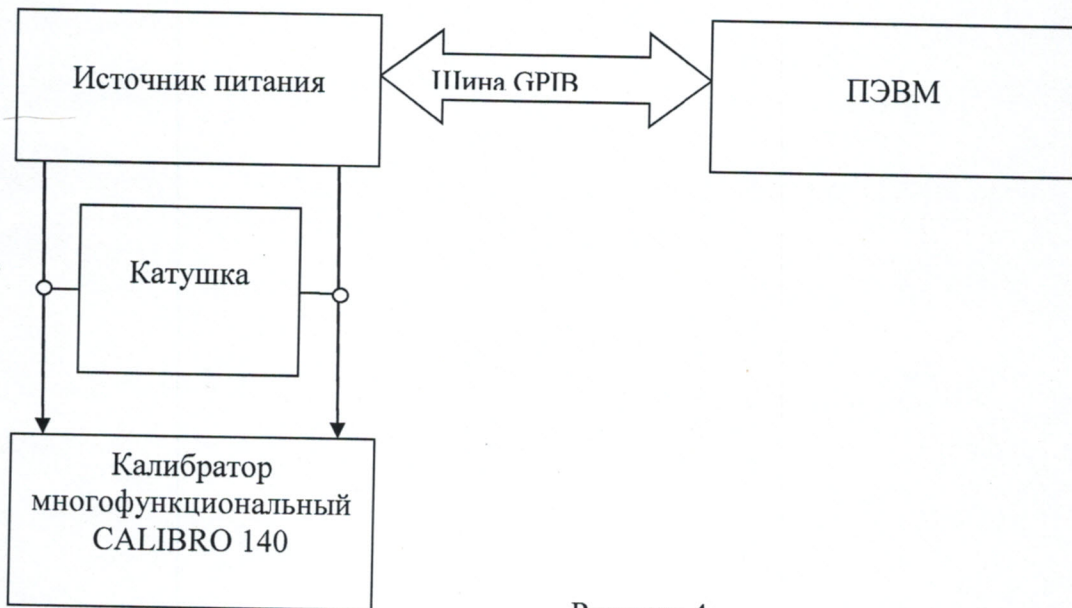 Источник питания
Шина GPIB
ПЭВМ
Катушка
Калибратор
многофункциональный
CALIBRO 140